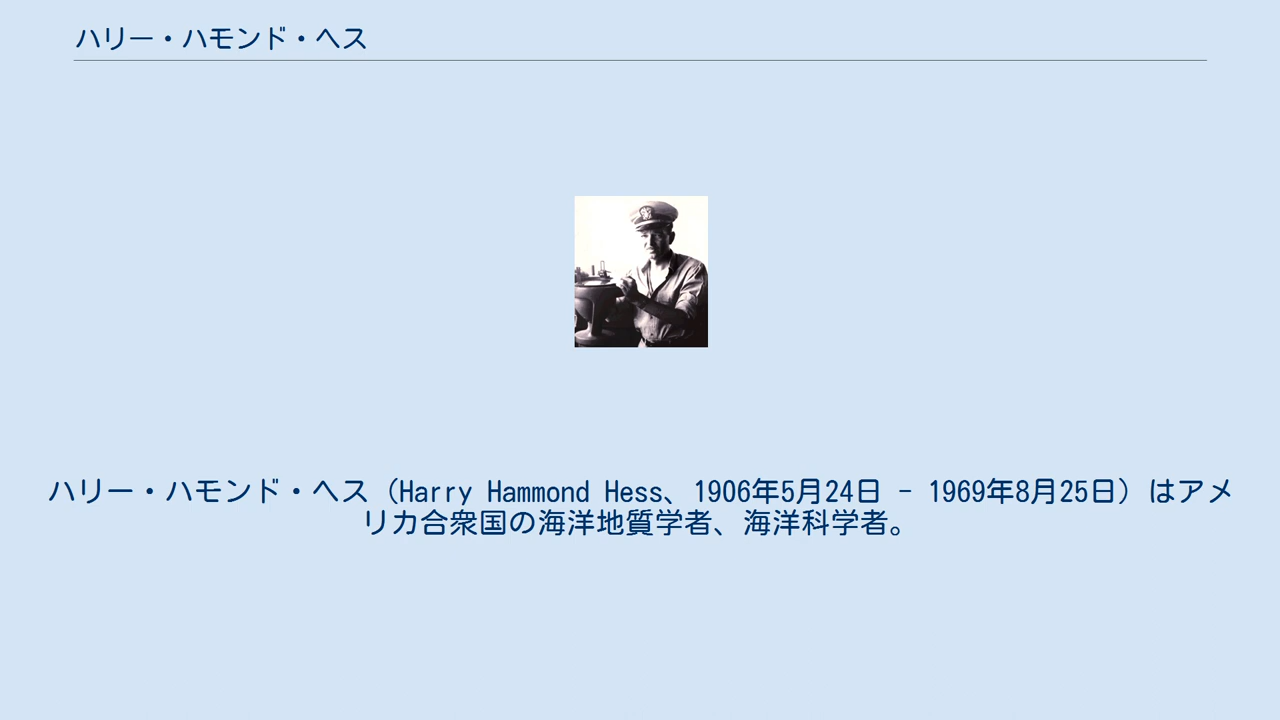 ハリー・ハモンド・ヘス
ハリー・ハモンド・ヘス（Harry Hammond Hess、1906年5月24日 - 1969年8月25日）はアメ
リカ合衆国の海洋地質学者、海洋科学者。